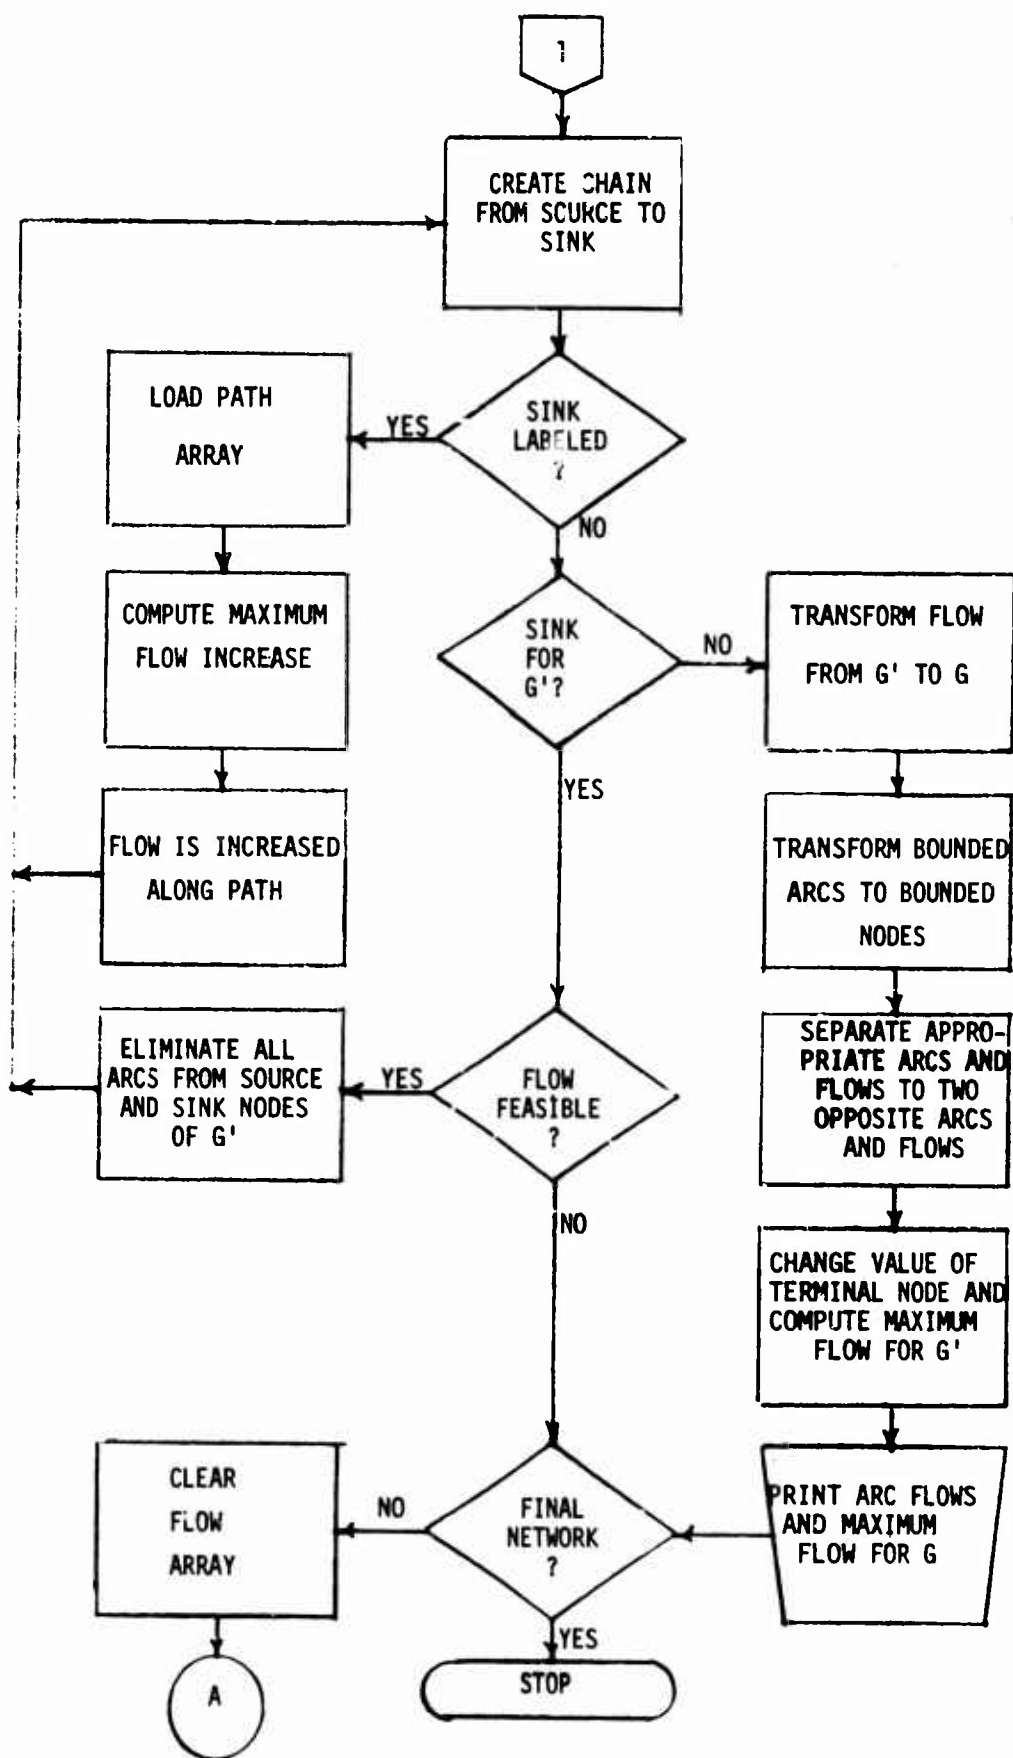 1
CREATE CHAIN
FROM SOURCE TO
SINK
SINK
LABELED
?
YES
NO
LOAD PATH
ARRAY
COMPUTE MAXIMUM
FLOW INCREASE
FLOW IS INCREASED
ALONG PATH
SINK
FOR
G'?
NO
YES
TRANSFORM FLOW
FROM G' TO G
TRANSFORM BOUNDED
ARCS TO BOUNDED
NODES
SEPARATE APPRO-
PRIATE ARCS AND
FLOWS TO TWO
OPPOSITE ARCS
AND FLOWS
CHANGE VALUE OF
TERMINAL NODE AND
COMPUTE MAXIMUM
FLOW FOR G'
PRINT ARC FLOWS
AND MAXIMUM
FLOW FOR G
FLOW
FEASIBLE
?
YES
NO
ELIMINATE ALL
ARCS FROM SOURCE
AND SINK NODES
OF G'
FINAL
NETWORK
?
NO
YES
CLEAR
FLOW
ARRAY
A
STOP